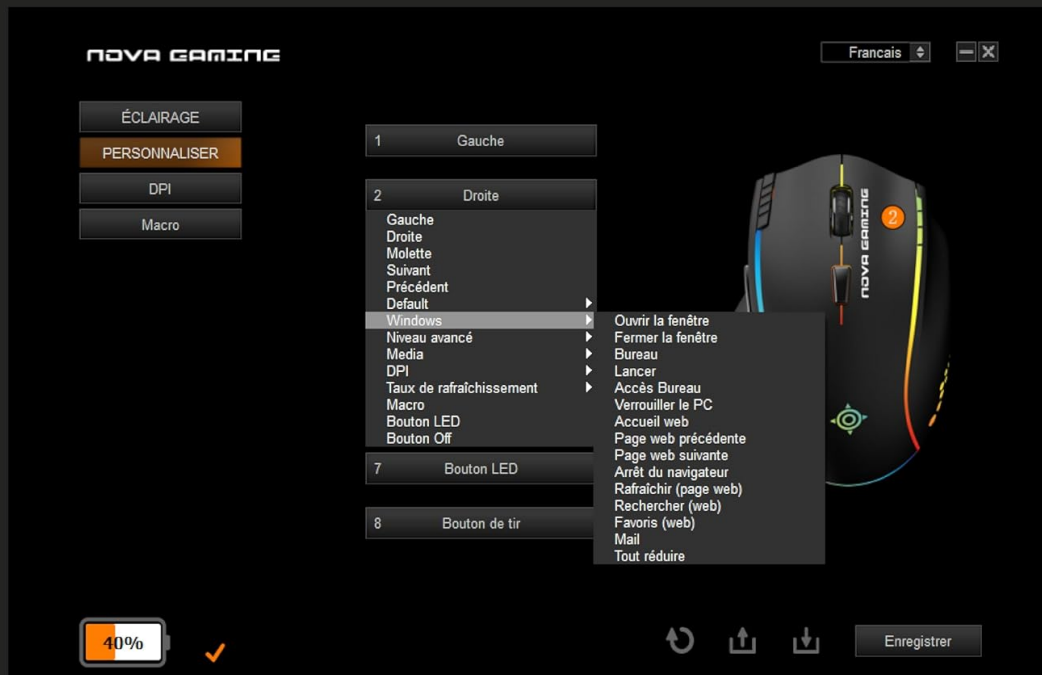 NOVA GAMING
Francais
ÉCLAIRAGE
PERSONNALISER
DPI
Macro
1 Gauche
2 Droite
Gauche
Droite
Molette
Suivant
Précédent
Default
Windows
Niveau avancé
Media
DPI
Taux de rafraîchissement
Macro
Bouton LED
Bouton Off
Ouvrir la fenêtre
Fermer la fenêtre
Bureau
Lancer
Accès Bureau
Verrouiller le PC
Accueil web
Page web précédente
Page web suivante
Arrêt du navigateur
Rafraîchir (page web)
Rechercher (web)
Favoris (web)
Mail
Tout réduire
7 Bouton LED
8 Bouton de tir
2
NOVA GAMING
40%
Enregistrer